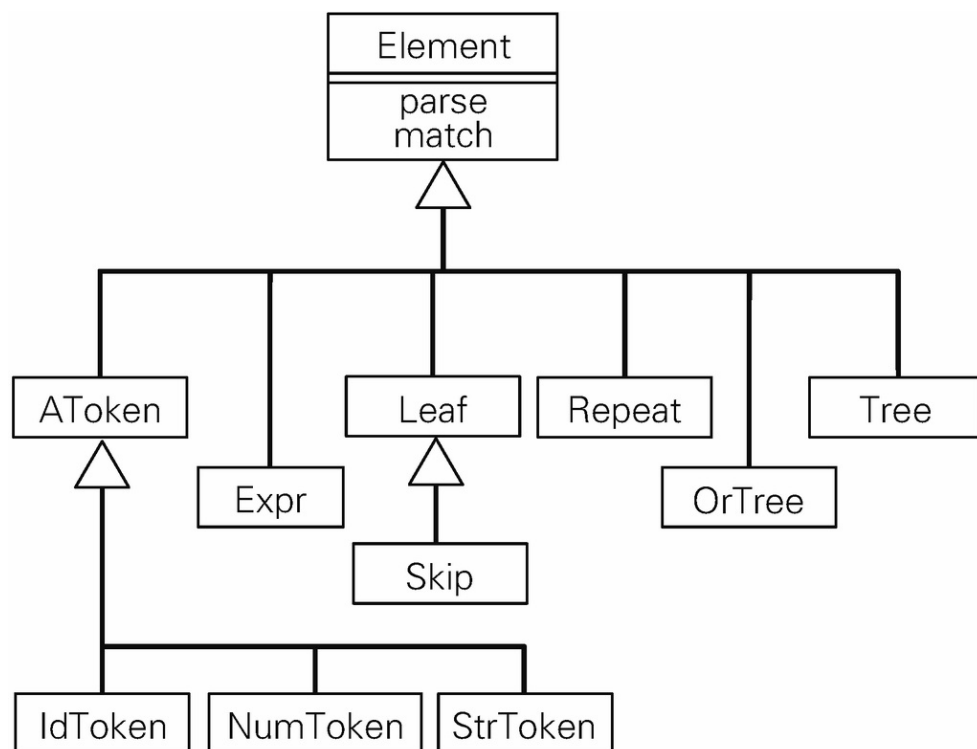 Element
parse
match
AToken
Leaf
Repeat
Tree
Expr
OrTree
Skip
IdToken
NumToken
StrToken